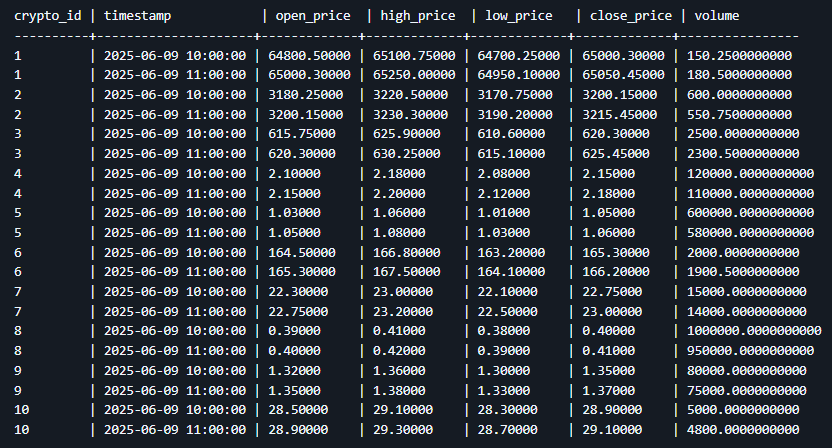 crypto_id | timestamp           | open_price  | high_price  | low_price   | close_price | volume
----------+---------------------+-------------+-------------+-------------+-------------+----------------
1         | 2025-06-09 10:00:00 | 64800.50000 | 65100.75000 | 64700.25000 | 65000.30000 | 150.2500000000
1         | 2025-06-09 11:00:00 | 65000.30000 | 65250.00000 | 64950.10000 | 65050.45000 | 180.5000000000
2         | 2025-06-09 10:00:00 | 3180.25000  | 3220.50000  | 3170.75000  | 3200.15000  | 600.0000000000
2         | 2025-06-09 11:00:00 | 3200.15000  | 3230.30000  | 3190.20000  | 3215.45000  | 550.7500000000
3         | 2025-06-09 10:00:00 | 615.75000   | 625.90000   | 610.60000   | 620.30000   | 2500.0000000000
3         | 2025-06-09 11:00:00 | 620.30000   | 630.25000   | 615.10000   | 625.45000   | 2300.5000000000
4         | 2025-06-09 10:00:00 | 2.10000     | 2.18000     | 2.08000     | 2.15000     | 120000.0000000000
4         | 2025-06-09 11:00:00 | 2.15000     | 2.20000     | 2.12000     | 2.18000     | 110000.0000000000
5         | 2025-06-09 10:00:00 | 1.03000     | 1.06000     | 1.01000     | 1.05000     | 600000.0000000000
5         | 2025-06-09 11:00:00 | 1.05000     | 1.08000     | 1.03000     | 1.06000     | 580000.0000000000
6         | 2025-06-09 10:00:00 | 164.50000   | 166.80000   | 163.20000   | 165.30000   | 2000.0000000000
6         | 2025-06-09 11:00:00 | 165.30000   | 167.50000   | 164.10000   | 166.20000   | 1900.5000000000
7         | 2025-06-09 10:00:00 | 22.30000    | 23.00000    | 22.10000    | 22.75000    | 15000.0000000000
7         | 2025-06-09 11:00:00 | 22.75000    | 23.20000    | 22.50000    | 23.00000    | 14000.0000000000
8         | 2025-06-09 10:00:00 | 0.39000     | 0.41000     | 0.38000     | 0.40000     | 1000000.0000000000
8         | 2025-06-09 11:00:00 | 0.40000     | 0.42000     | 0.39000     | 0.41000     | 950000.0000000000
9         | 2025-06-09 10:00:00 | 1.32000     | 1.36000     | 1.30000     | 1.35000     | 80000.0000000000
9         | 2025-06-09 11:00:00 | 1.35000     | 1.38000     | 1.33000     | 1.37000     | 75000.0000000000
10        | 2025-06-09 10:00:00 | 28.50000    | 29.10000    | 28.30000    | 28.90000    | 5000.0000000000
10        | 2025-06-09 11:00:00 | 28.90000    | 29.30000    | 28.70000    | 29.10000    | 4800.0000000000